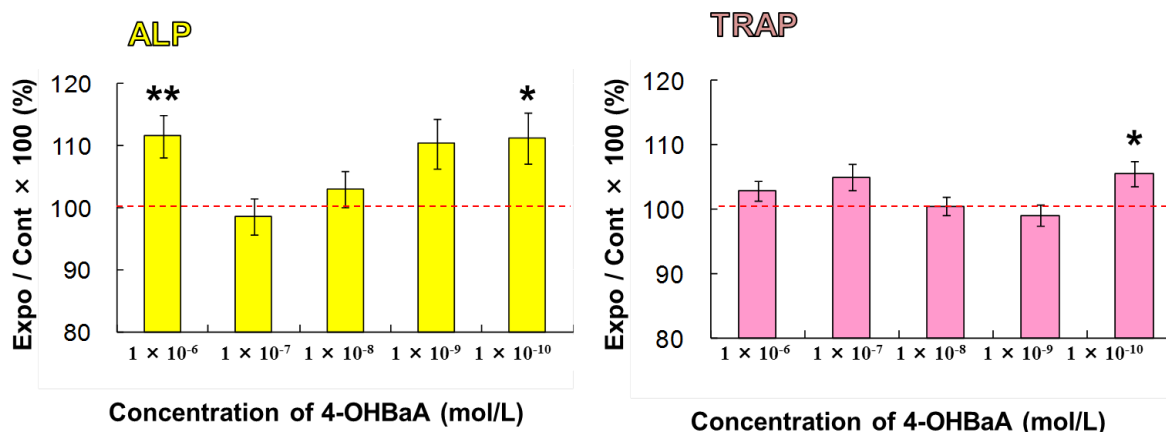 ALP
Expo / Cont × 100 (%)
120
110
100
90
80
**
*
1 × 10⁻⁶ 1 × 10⁻⁷ 1 × 10⁻⁸ 1 × 10⁻⁹ 1 × 10⁻¹⁰
Concentration of 4-OHBaA (mol/L)
TRAP
Expo / Cont × 100 (%)
120
110
100
90
80
*
1 × 10⁻⁶ 1 × 10⁻⁷ 1 × 10⁻⁸ 1 × 10⁻⁹ 1 × 10⁻¹⁰
Concentration of 4-OHBaA (mol/L)